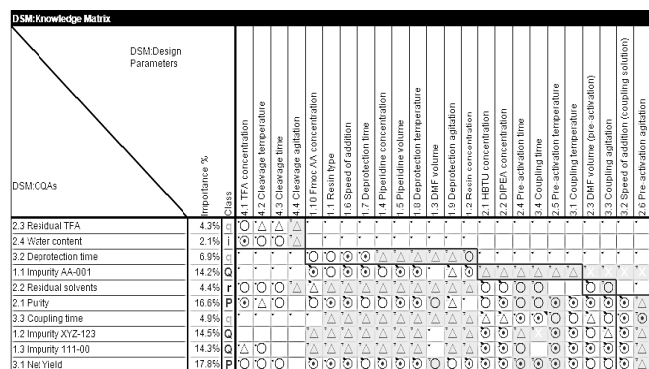 DSM:Knowledge Matrix
DSM:Design
Parameters
DSM:CQAs
Importance %
Class
4.1 TFA concentration
4.2 Cleavage temperature
4.3 Cleavage time
4.4 Cleavage agitation
1.10 Fmoc AA concentration
1.1 Resin type
1.6 Speed of addition
1.7 Deprotection time
1.4 Piperidine concentration
1.5 Piperidine volume
1.8 Deprotection temperature
1.3 DMF volume
1.9 Deprotection agitation
1.2 Resin concentration
2.1 HBTU concentration
2.2 DIPEA concentration
2.4 Pre-activation time
3.4 Coupling time
2.5 Pre-activation temperature
3.1 Coupling temperature
2.3 DMF volume (pre-activation)
3.3 Coupling agitation
3.2 Speed of addition (coupling solution)
2.6 Pre-activation agitation
2.3 Residual TFA 4.3% q
2.4 Water content 2.1% i
3.2 Deprotection time 6.9% q
1.1 Impurity AA-001 14.2% Q
2.2 Residual solvents 4.4% r
2.1 Purity 16.6% P
3.3 Coupling time 4.9% q
1.2 Impurity XYZ-123 14.5% Q
1.3 Impurity 111-00 14.3% Q
3.1 Net Yield 17.8% P